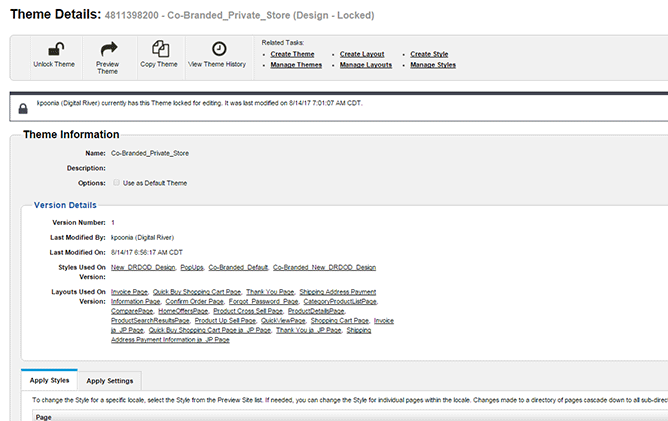 Theme Details: 4811398200 - Co-Branded_Private_Store (Design - Locked)
Unlock Theme
Preview Theme
Copy Theme
View Theme History
Related Tasks:
Create Theme
Create Layout
Create Style
Manage Themes
Manage Layouts
Manage Styles
kpoonia (Digital River) currently has this Theme locked for editing. It was last modified on 8/14/17 7:01:07 AM CDT.
Theme Information
Name: Co-Branded_Private_Store
Description:
Options: Use as Default Theme
Version Details
Version Number: 1
Last Modified By: kpoonia (Digital River)
Last Modified On: 8/14/17 6:56:17 AM CDT
Styles Used On Version: New_DRDOD_Design, PopUps, Co-Branded_Default, Co-Branded_New_DRDOD_Design
Layouts Used On Version: Invoice Page, Quick Buy Shopping Cart Page, Thank You Page, Shipping Address Payment
Information Page, Confirm Order Page, Forgot_Password_Page, CategoryProductListPage,
ComparePage, HomeOffersPage, Product Cross Sell Page, ProductDetailsPage,
ProductSearchResultsPage, Product Up Sell Page, QuickViewPage, Shopping Cart Page, Invoice
ja_JP Page, Quick Buy Shopping Cart Page ja_JP Page, Thank You ja_JP Page, Shipping
Address Payment Information ja_JP Page
Apply Styles
Apply Settings
To change the Style for a specific locale, select the Style from the Preview Site list. If needed, you can change the Style for individual pages within the locale. Changes made to a directory of pages cascade down to all sub-direc
Page